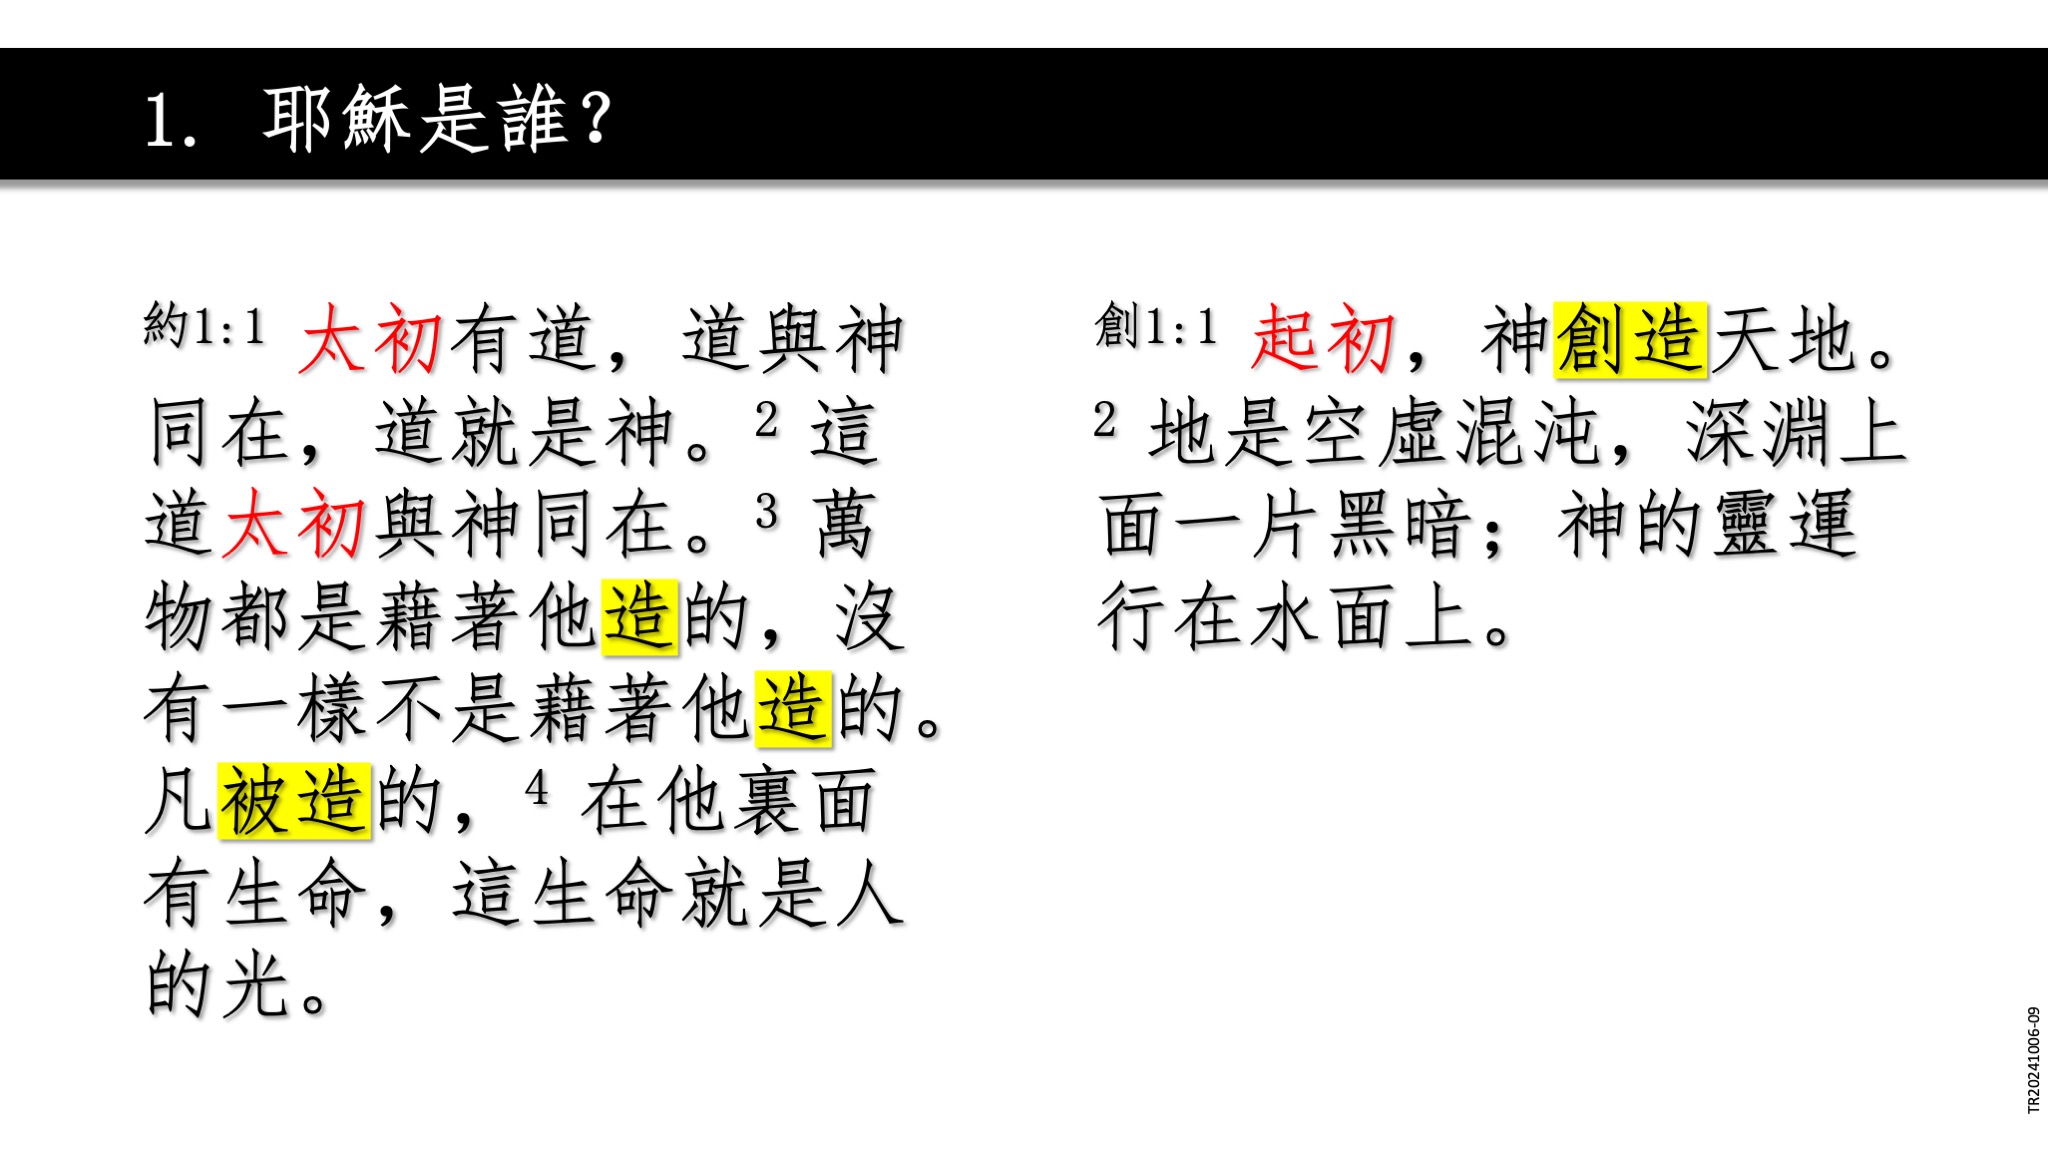 1. 耶穌是誰？
約1:1 太初有道，道與神
同在，道就是神。2 這
道太初與神同在。3 萬
物都是藉著他造的，沒
有一樣不是藉著他造的。
凡被造的，4 在他裏面
有生命，這生命就是人
的光。
創1:1 起初，神創造天地。
2 地是空虛混沌，深淵上
面一片黑暗；神的靈運
行在水面上。
TR20241006-09